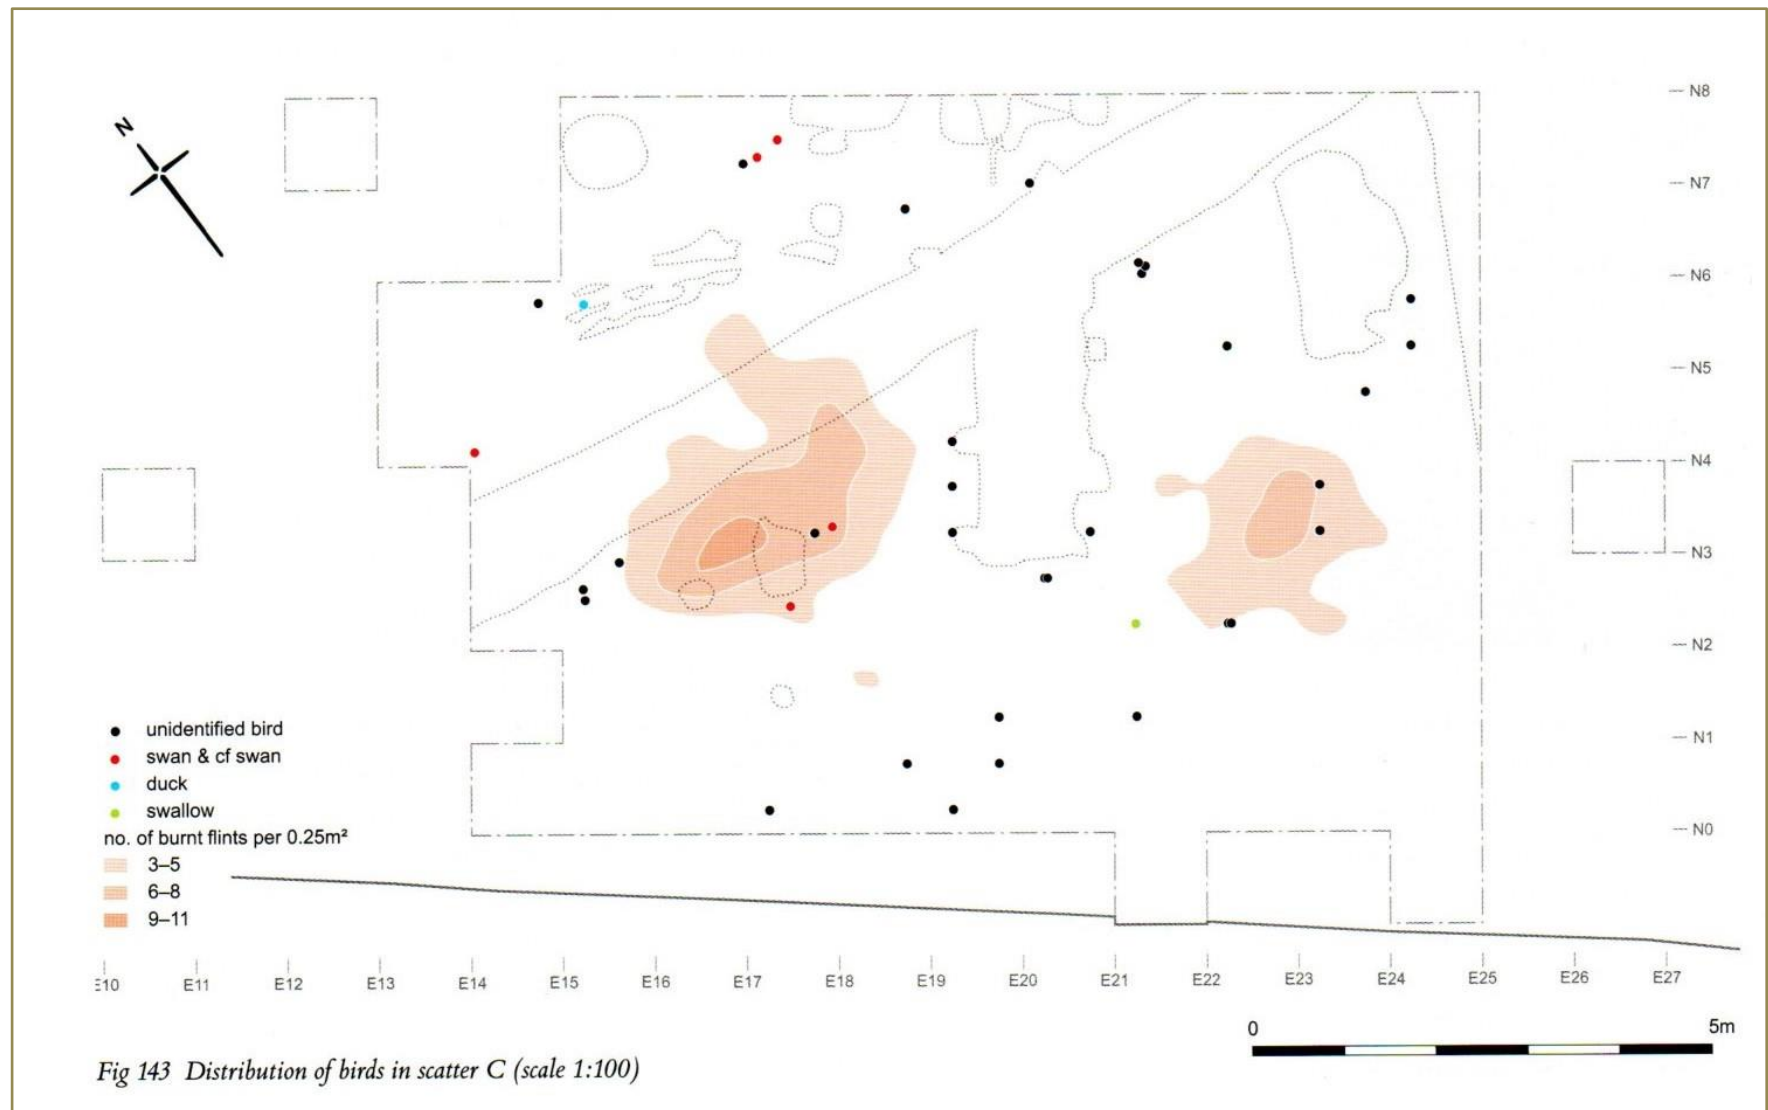 N
N8
N7
N6
N5
N4
N3
N2
N1
N0
unidentified bird
swan & cf swan
duck
swallow
no. of burnt flints per 0.25m²
3–5
6–8
9–11
E10 E11 E12 E13 E14 E15 E16 E17 E18 E19 E20 E21 E22 E23 E24 E25 E26 E27
0 5m
Fig 143 Distribution of birds in scatter C (scale 1:100)